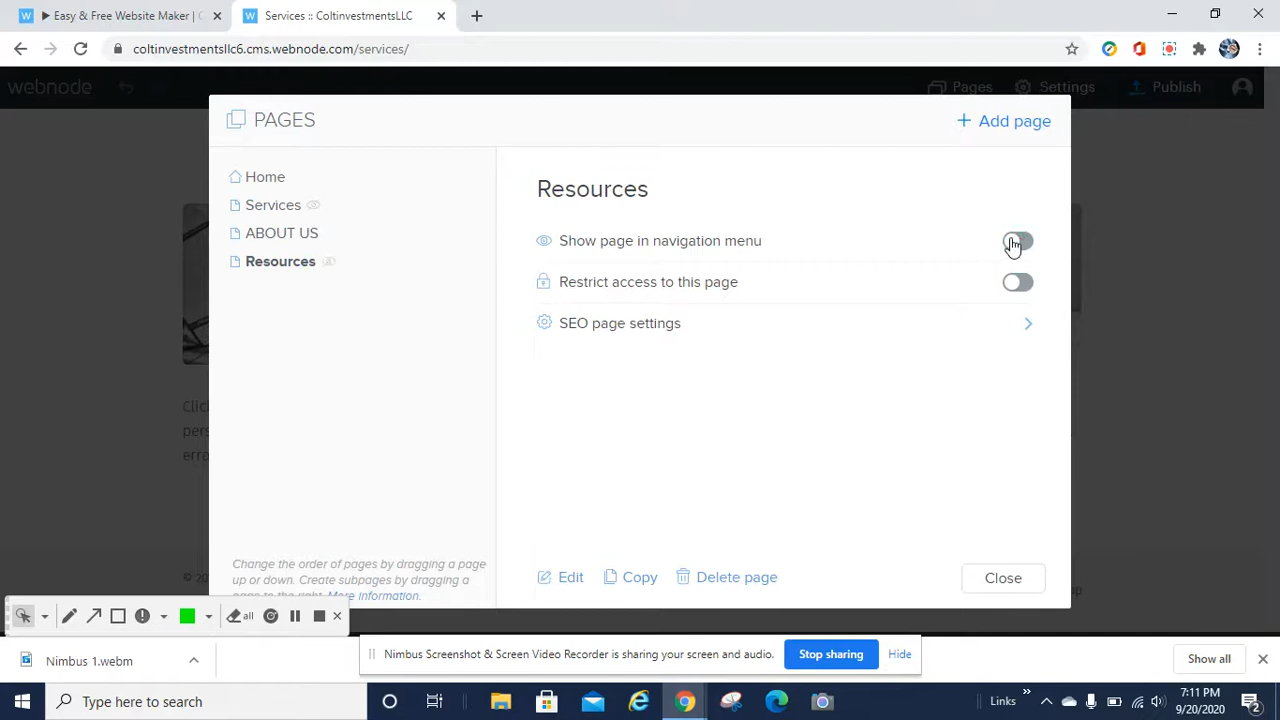 Easy & Free Website Maker | C
Services :: ColtinvestmentsLLC
coltinvestmentsllc6.cms.webnode.com/services/
webnode
Pages
Settings
Publish
PAGES
+ Add page
Home
Services
ABOUT US
Resources
Resources
Show page in navigation menu
Restrict access to this page
SEO page settings
Clic
pers
erro
Change the order of pages by dragging a page
up or down. Create subpages by dragging a
page to the right. More information.
Edit
Copy
Delete page
Close
© 20
all
Nimbus Screenshot & Screen Video Recorder is sharing your screen and audio.
Stop sharing
Hide
Nimbus 1.webm
Show all
Type here to search
Links
7:11 PM
9/20/2020
2